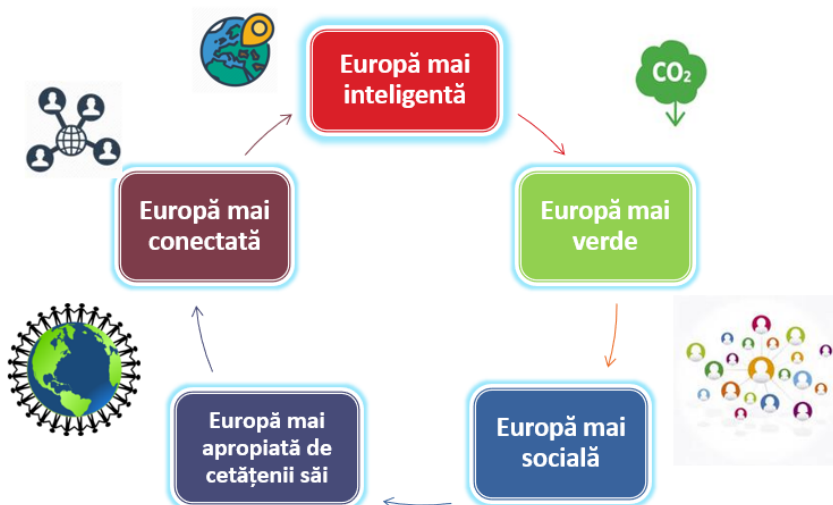 Europă mai
inteligentă
CO₂
Europă mai
conectată
Europă mai
verde
Europă mai
apropiată de
cetățenii săi
Europă mai
socială